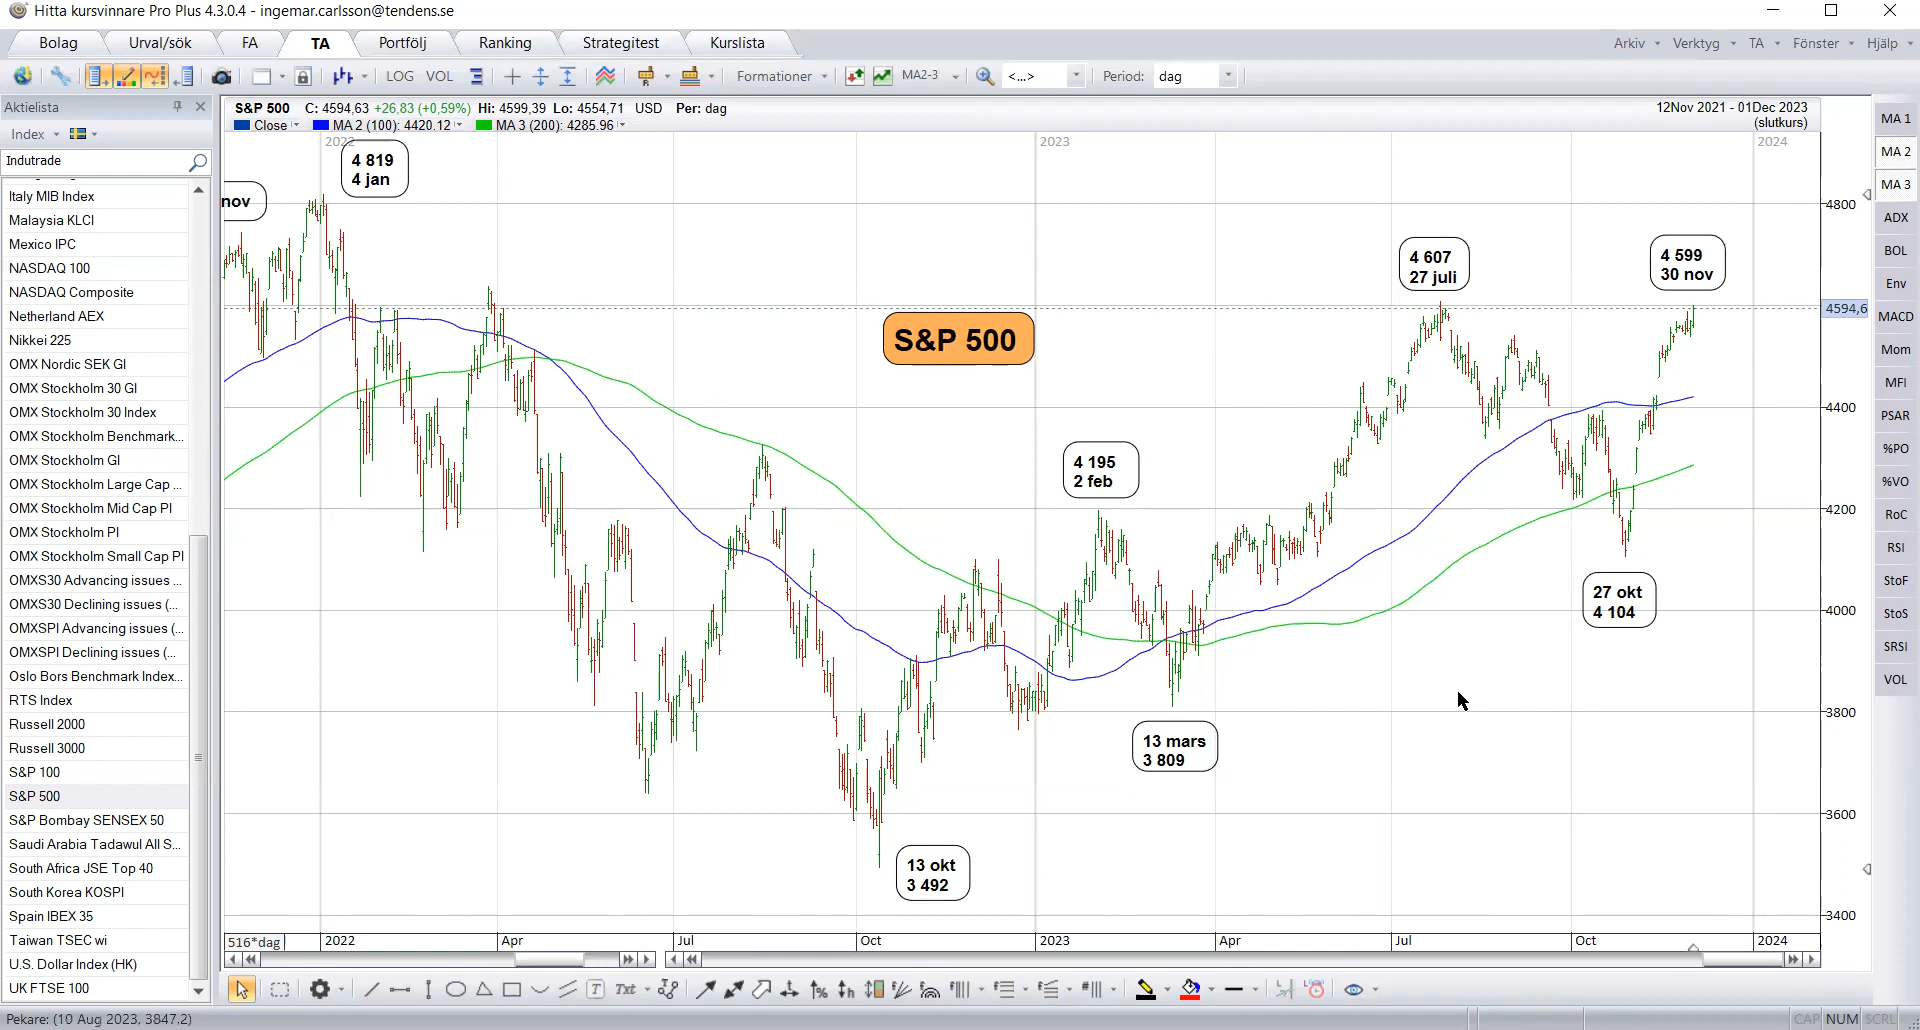 Hitta kursvinnare Pro Plus 4.3.0.4 - ingemar.carlsson@tendens.se
Bolag Urval/sök FA TA Portfölj Ranking Strategitest Kurslista
Arkiv Verktyg TA Fönster Hjälp
LOG VOL Formationer MA2-3 <...> Period: dag
Aktielista
Index
Indutrade
Italy MIB Index
Malaysia KLCI
Mexico IPC
NASDAQ 100
NASDAQ Composite
Netherland AEX
Nikkei 225
OMX Nordic SEK GI
OMX Stockholm 30 GI
OMX Stockholm 30 Index
OMX Stockholm Benchmark...
OMX Stockholm GI
OMX Stockholm Large Cap ...
OMX Stockholm Mid Cap PI
OMX Stockholm PI
OMX Stockholm Small Cap PI
OMXS30 Advancing issues ...
OMXS30 Declining issues (...
OMXSPI Advancing issues (...
OMXSPI Declining issues (...
Oslo Bors Benchmark Index...
RTS Index
Russell 2000
Russell 3000
S&P 100
S&P 500
S&P Bombay SENSEX 50
Saudi Arabia Tadawul All S...
South Africa JSE Top 40
South Korea KOSPI
Spain IBEX 35
Taiwan TSEC wi
U.S. Dollar Index (HK)
UK FTSE 100
S&P 500 C: 4594,63 +26,83 (+0,59%) Hi: 4599,39 Lo: 4554,71 USD Per: dag
12Nov 2021 - 01Dec 2023
Close MA 2 (100): 4420.12 MA 3 (200): 4285.96
(slutkurs)
2022 2023 2024
nov
4 819
4 jan
S&P 500
4 195
2 feb
4 607
27 juli
4 599
30 nov
27 okt
4 104
13 mars
3 809
13 okt
3 492
4800
4594,6
4400
4200
4000
3800
3600
3400
516*dag 2022 Apr Jul Oct 2023 Apr Jul Oct 2024
MA 1
MA 2
MA 3
ADX
BOL
Env
MACD
Mom
MFI
PSAR
%PO
%VO
RoC
RSI
StoF
StoS
SRSI
VOL
T Txt
Pekare: (10 Aug 2023, 3847,2)
CAP NUM SCRL